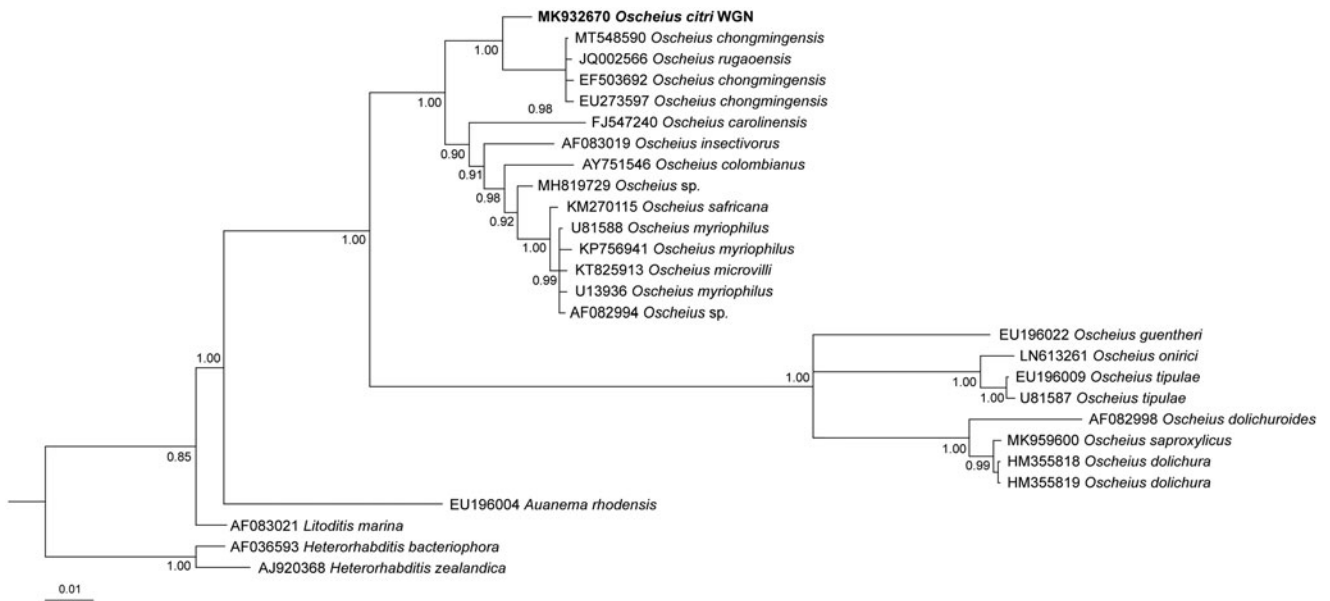 MK932670 Oscheius citri WGN
MT548590 Oscheius chongmingensis
1.00
JQ002566 Oscheius rugaoensis
EF503692 Oscheius chongmingensis
1.00
0.98
EU273597 Oscheius chongmingensis
FJ547240 Oscheius carolinensis
0.90
AF083019 Oscheius insectivorus
0.91
AY751546 Oscheius colombianus
0.98
MH819729 Oscheius sp.
0.92
KM270115 Oscheius safricana
U81588 Oscheius myriophilus
1.00
1.00
KP756941 Oscheius myriophilus
0.99
KT825913 Oscheius microvilli
U13936 Oscheius myriophilus
AF082994 Oscheius sp.
EU196022 Oscheius guentheri
1.00
LN613261 Oscheius onirici
1.00
1.00
EU196009 Oscheius tipulae
1.00
U81587 Oscheius tipulae
AF082998 Oscheius dolichuroides
1.00
MK959600 Oscheius saproxylicus
0.85
0.99
HM355818 Oscheius dolichura
HM355819 Oscheius dolichura
EU196004 Auanema rhodensis
AF083021 Litoditis marina
AF036593 Heterorhabditis bacteriophora
1.00
AJ920368 Heterorhabditis zealandica
0.01